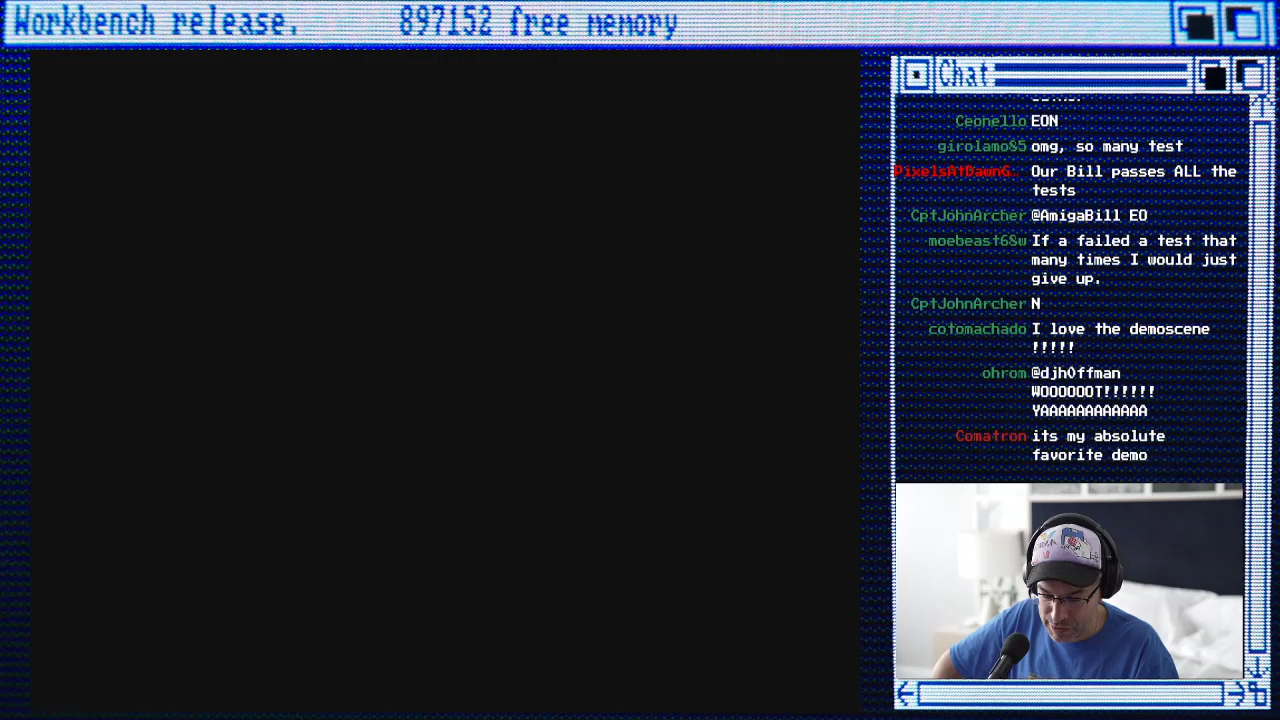 Workbench release. 897152 free memory
Chat
Ceonello EON
girolamo85 omg, so many test
PixelsAtDawnG… Our Bill passes ALL the
tests
CptJohnArcher @AmigaBill EO
moebeast68w If a failed a test that
many times I would just
give up.
CptJohnArcher N
cotomachado I love the demoscene
!!!!!
ohrom @djh0ffman
WOOOOOOT!!!!!!
YAAAAAAAAAAAA
Comatron its my absolute
favorite demo